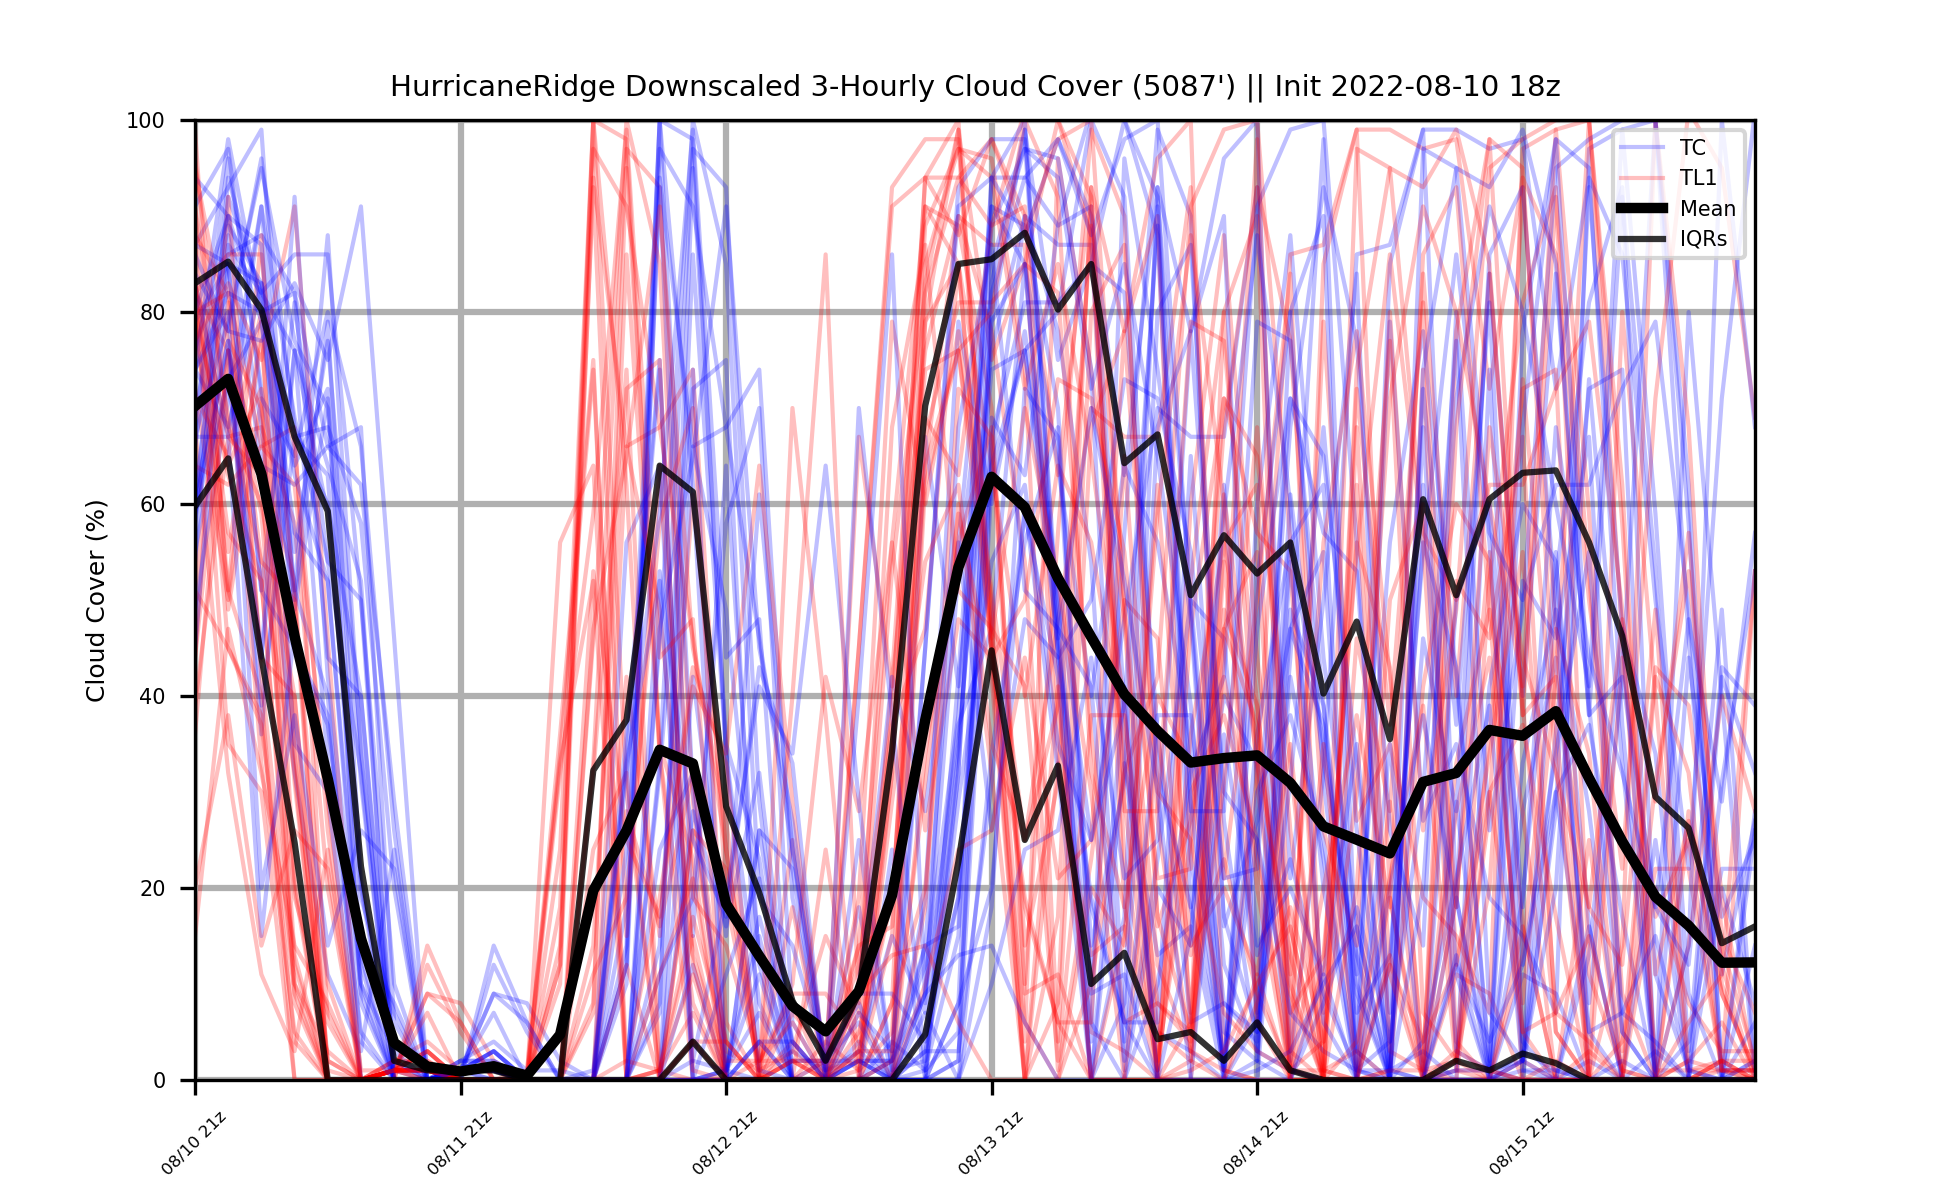 HurricaneRidge Downscaled 3-Hourly Cloud Cover (5087') || Init 2022-08-10 18z
TC
TL1
Mean
IQRs
Cloud Cover (%)
100
80
60
40
20
0
08/10 21z
08/11 21z
08/12 21z
08/13 21z
08/14 21z
08/15 21z